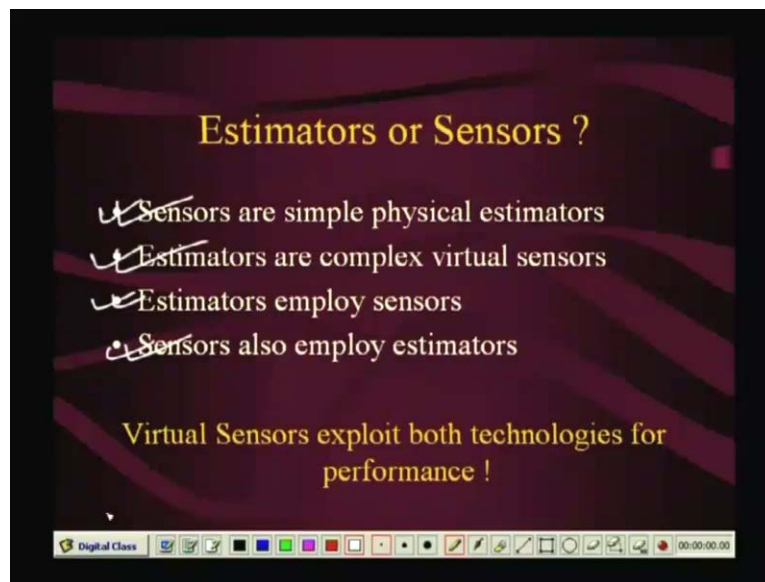 Estimators or Sensors ?
• Sensors are simple physical estimators
• Estimators are complex virtual sensors
• Estimators employ sensors
• Sensors also employ estimators
Virtual Sensors exploit both technologies for
performance !
Digital Class
00:00:00.00